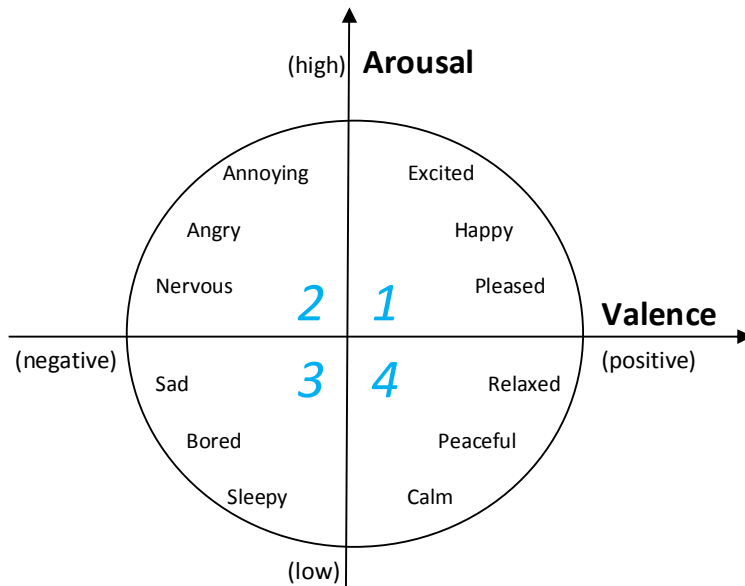 (high) Arousal
Annoying Excited
Angry Happy
Nervous Pleased
2 1 Valence
(negative) (positive)
3 4
Sad Relaxed
Bored Peaceful
Sleepy Calm
(low)